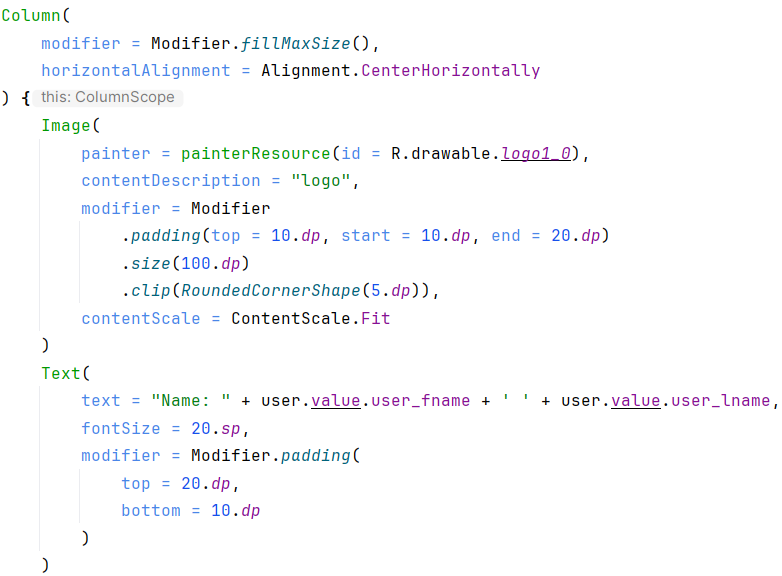 Column(
    modifier = Modifier.fillMaxSize(),
    horizontalAlignment = Alignment.CenterHorizontally
) { this: ColumnScope
    Image(
        painter = painterResource(id = R.drawable.logo1_0),
        contentDescription = "logo",
        modifier = Modifier
            .padding(top = 10.dp, start = 10.dp, end = 20.dp)
            .size(100.dp)
            .clip(RoundedCornerShape(5.dp)),
        contentScale = ContentScale.Fit
    )
    Text(
        text = "Name: " + user.value.user_fname + ' ' + user.value.user_lname,
        fontSize = 20.sp,
        modifier = Modifier.padding(
            top = 20.dp,
            bottom = 10.dp
        )
    )